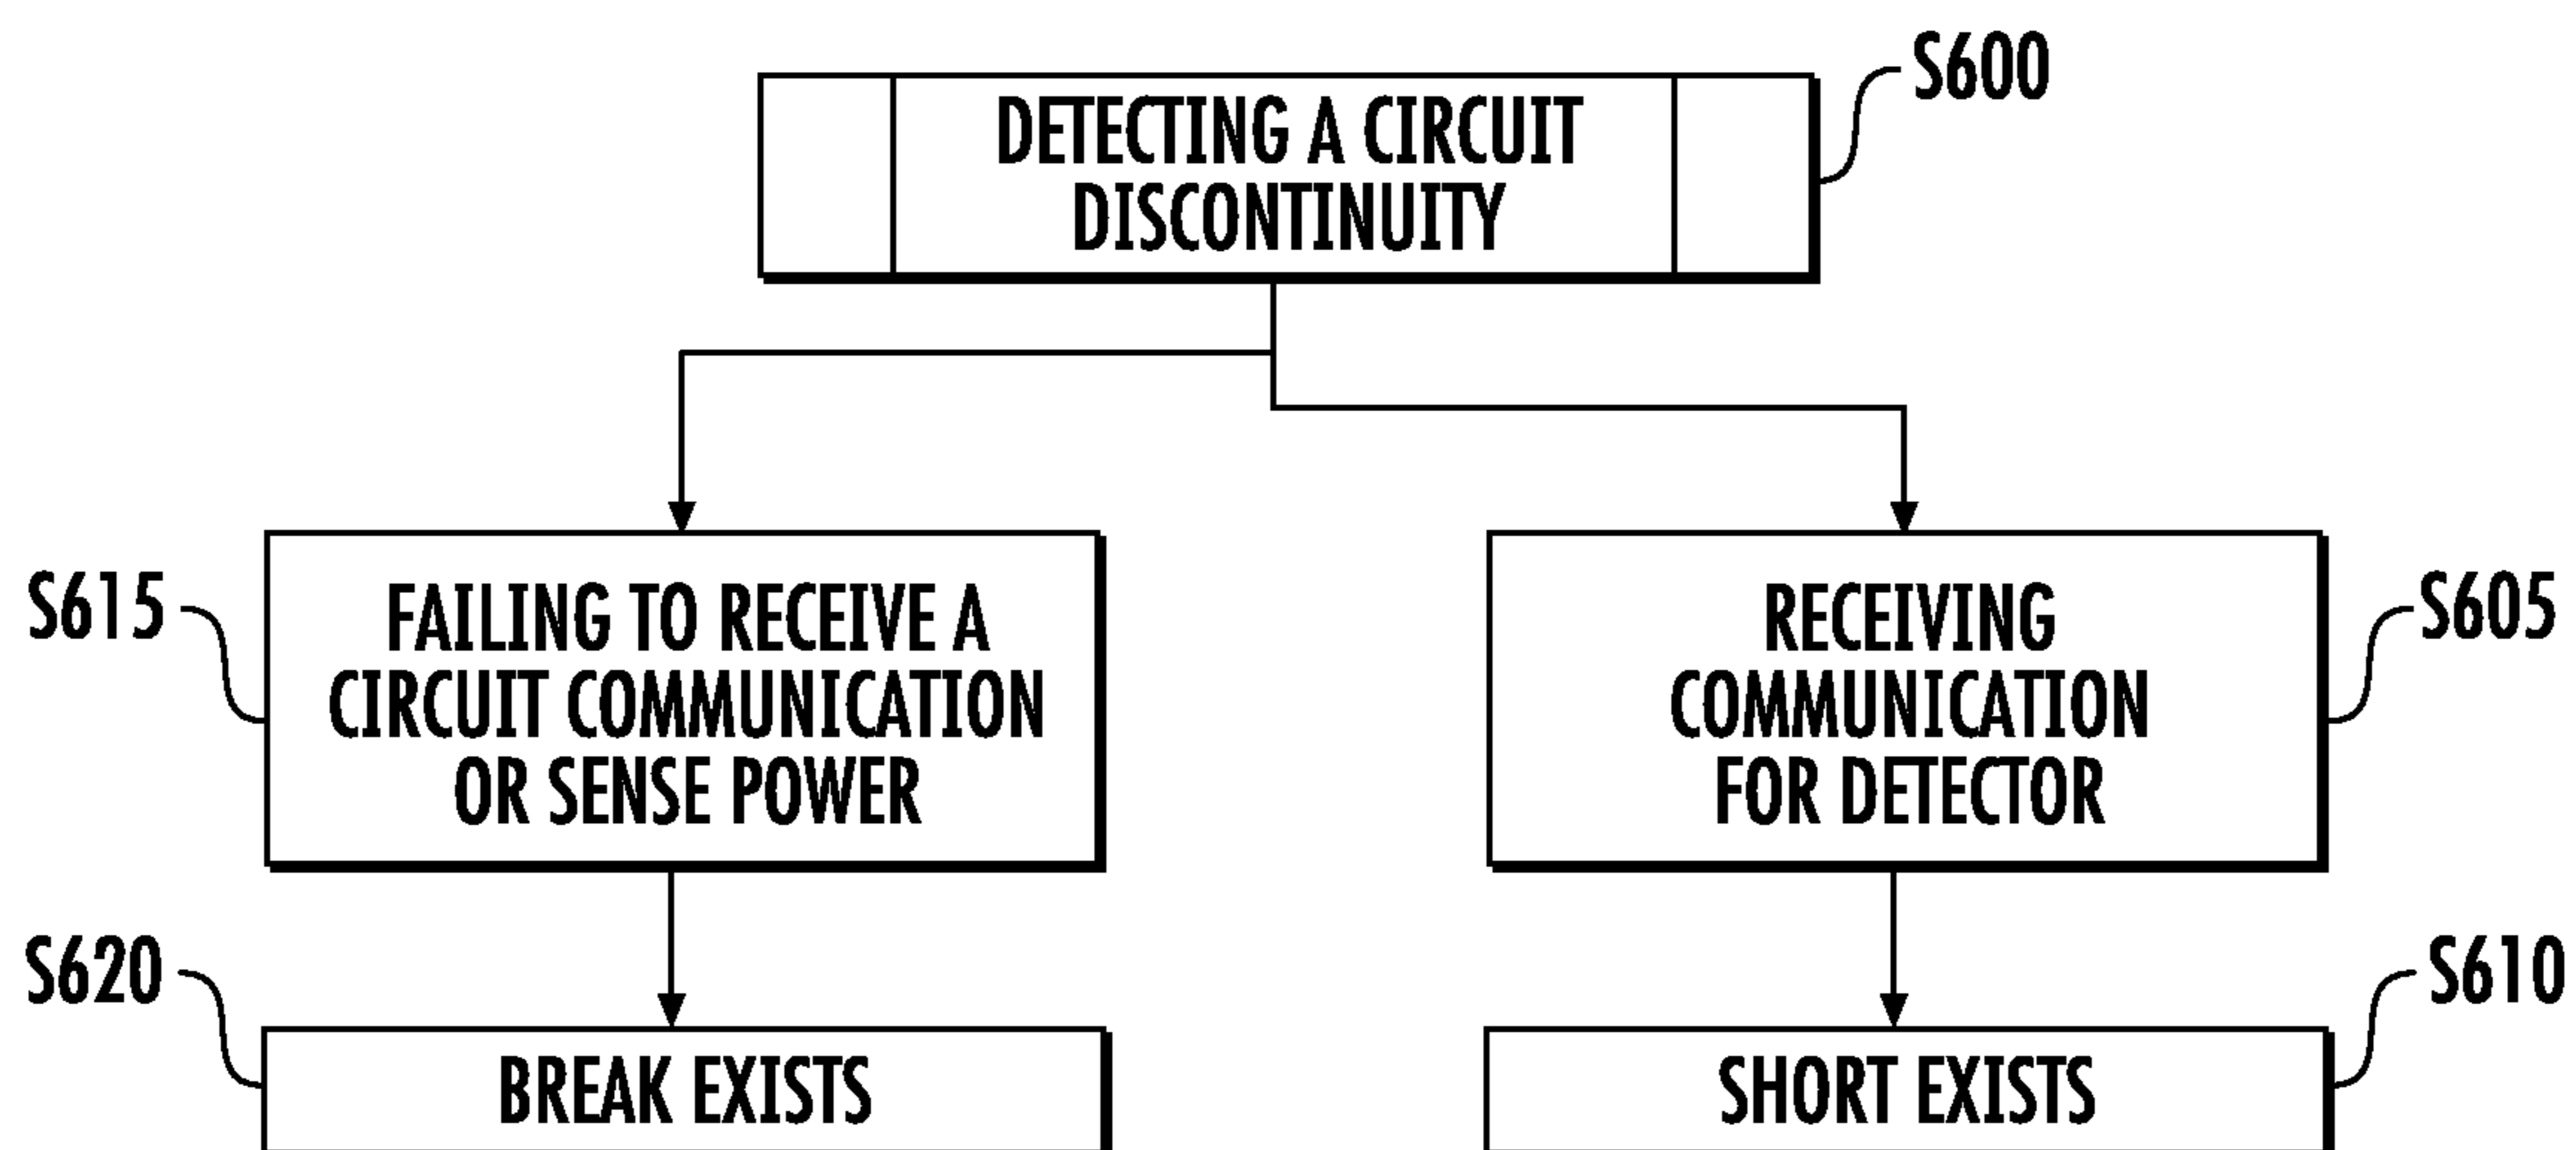 S600
DETECTING A CIRCUIT
DISCONTINUITY
S615
FAILING TO RECEIVE A
CIRCUIT COMMUNICATION
OR SENSE POWER
RECEIVING
COMMUNICATION
FOR DETECTOR
S605
S620
BREAK EXISTS
SHORT EXISTS
S610